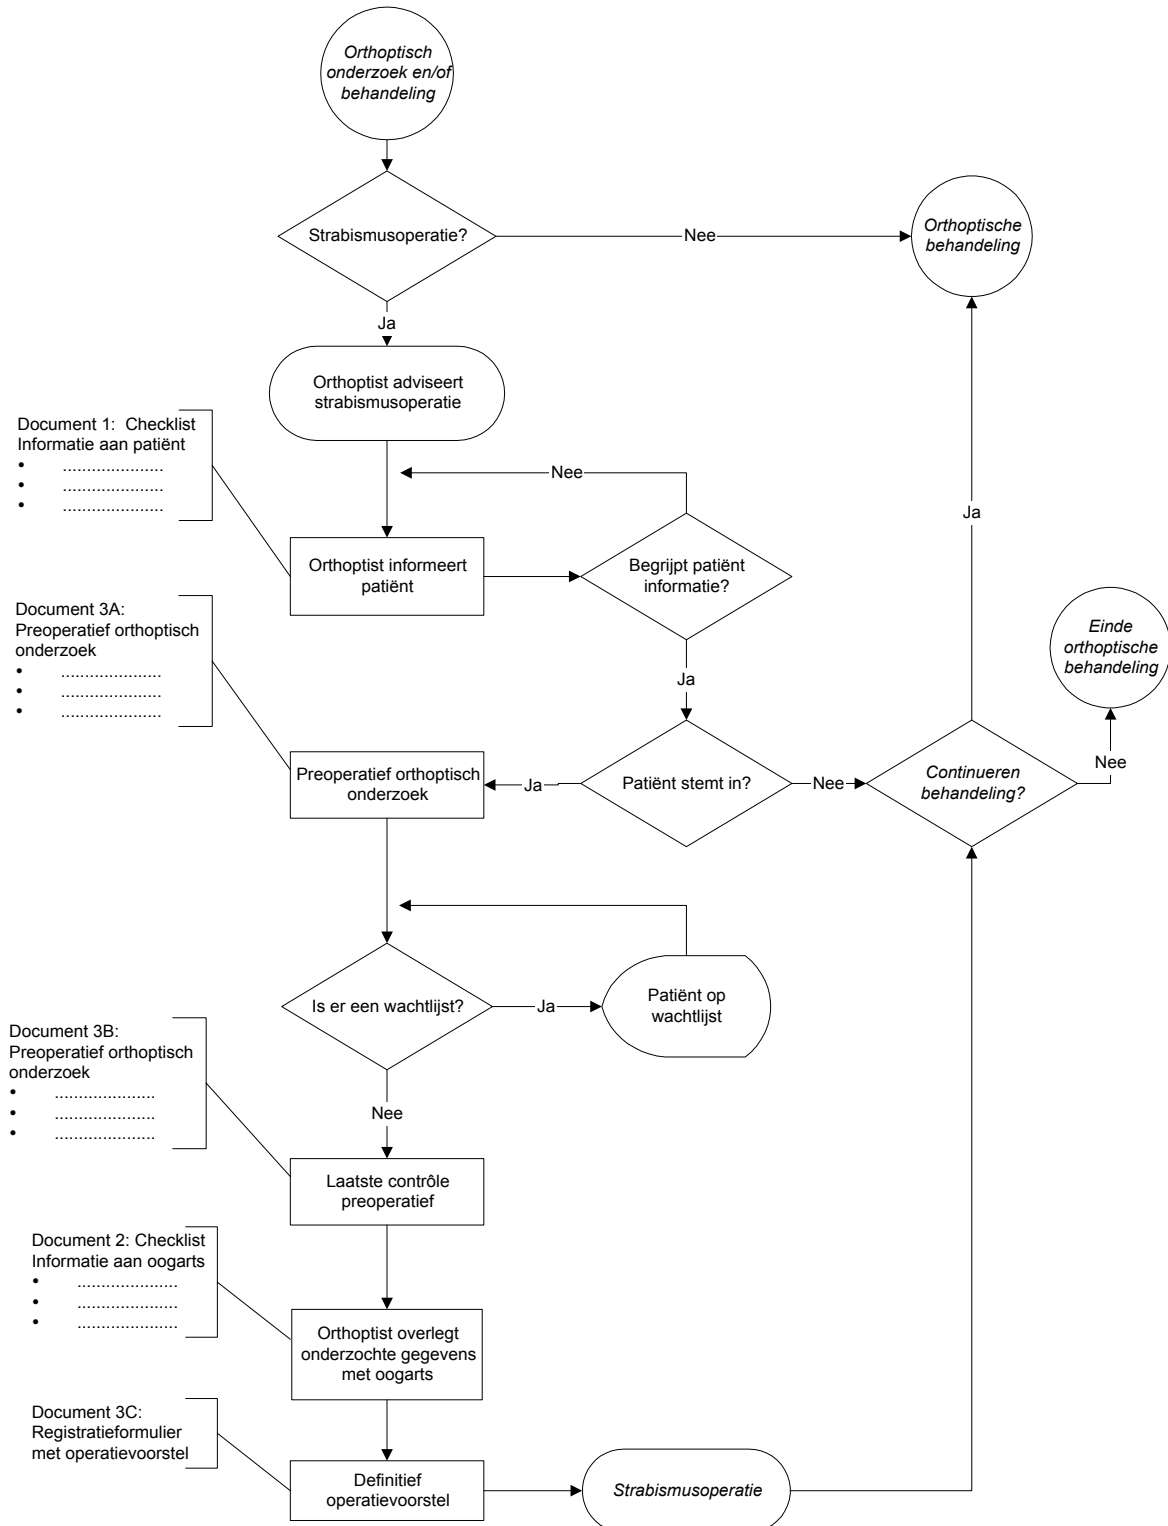 Orthoptisch
onderzoek en/of
behandeling
Strabismusoperatie?
Nee
Orthoptische
behandeling
Ja
Orthoptist adviseert
strabismusoperatie
Document 1:  Checklist
Informatie aan patiënt
• .....................
• .....................
• .....................
Nee
Orthoptist informeert
patiënt
Begrijpt patiënt
informatie?
Ja
Document 3A:
Preoperatief orthoptisch
onderzoek
• .....................
• .....................
• .....................
Ja
Einde
orthoptische
behandeling
Preoperatief orthoptisch
onderzoek
Ja
Patiënt stemt in?
Nee
Continueren
behandeling?
Nee
Is er een wachtlijst?
Ja
Patiënt op
wachtlijst
Document 3B:
Preoperatief orthoptisch
onderzoek
• .....................
• .....................
• .....................
Nee
Laatste contrôle
preoperatief
Document 2: Checklist
Informatie aan oogarts
• .....................
• .....................
• .....................
Orthoptist overlegt
onderzochte gegevens
met oogarts
Document 3C:
Registratieformulier
met operatievoorstel
Definitief
operatievoorstel
Strabismusoperatie